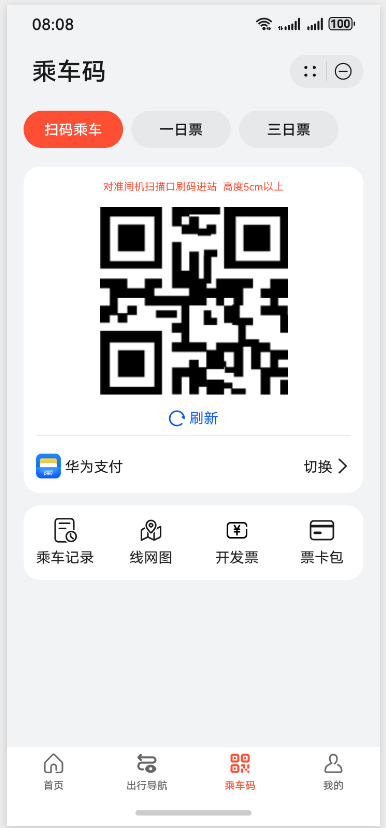 08:08
100
乘车码
扫码乘车
一日票
三日票
对准闸机扫描口刷码进站 高度5cm以上
刷新
华为支付
切换
乘车记录
线网图
开发票
票卡包
首页
出行导航
乘车码
我的